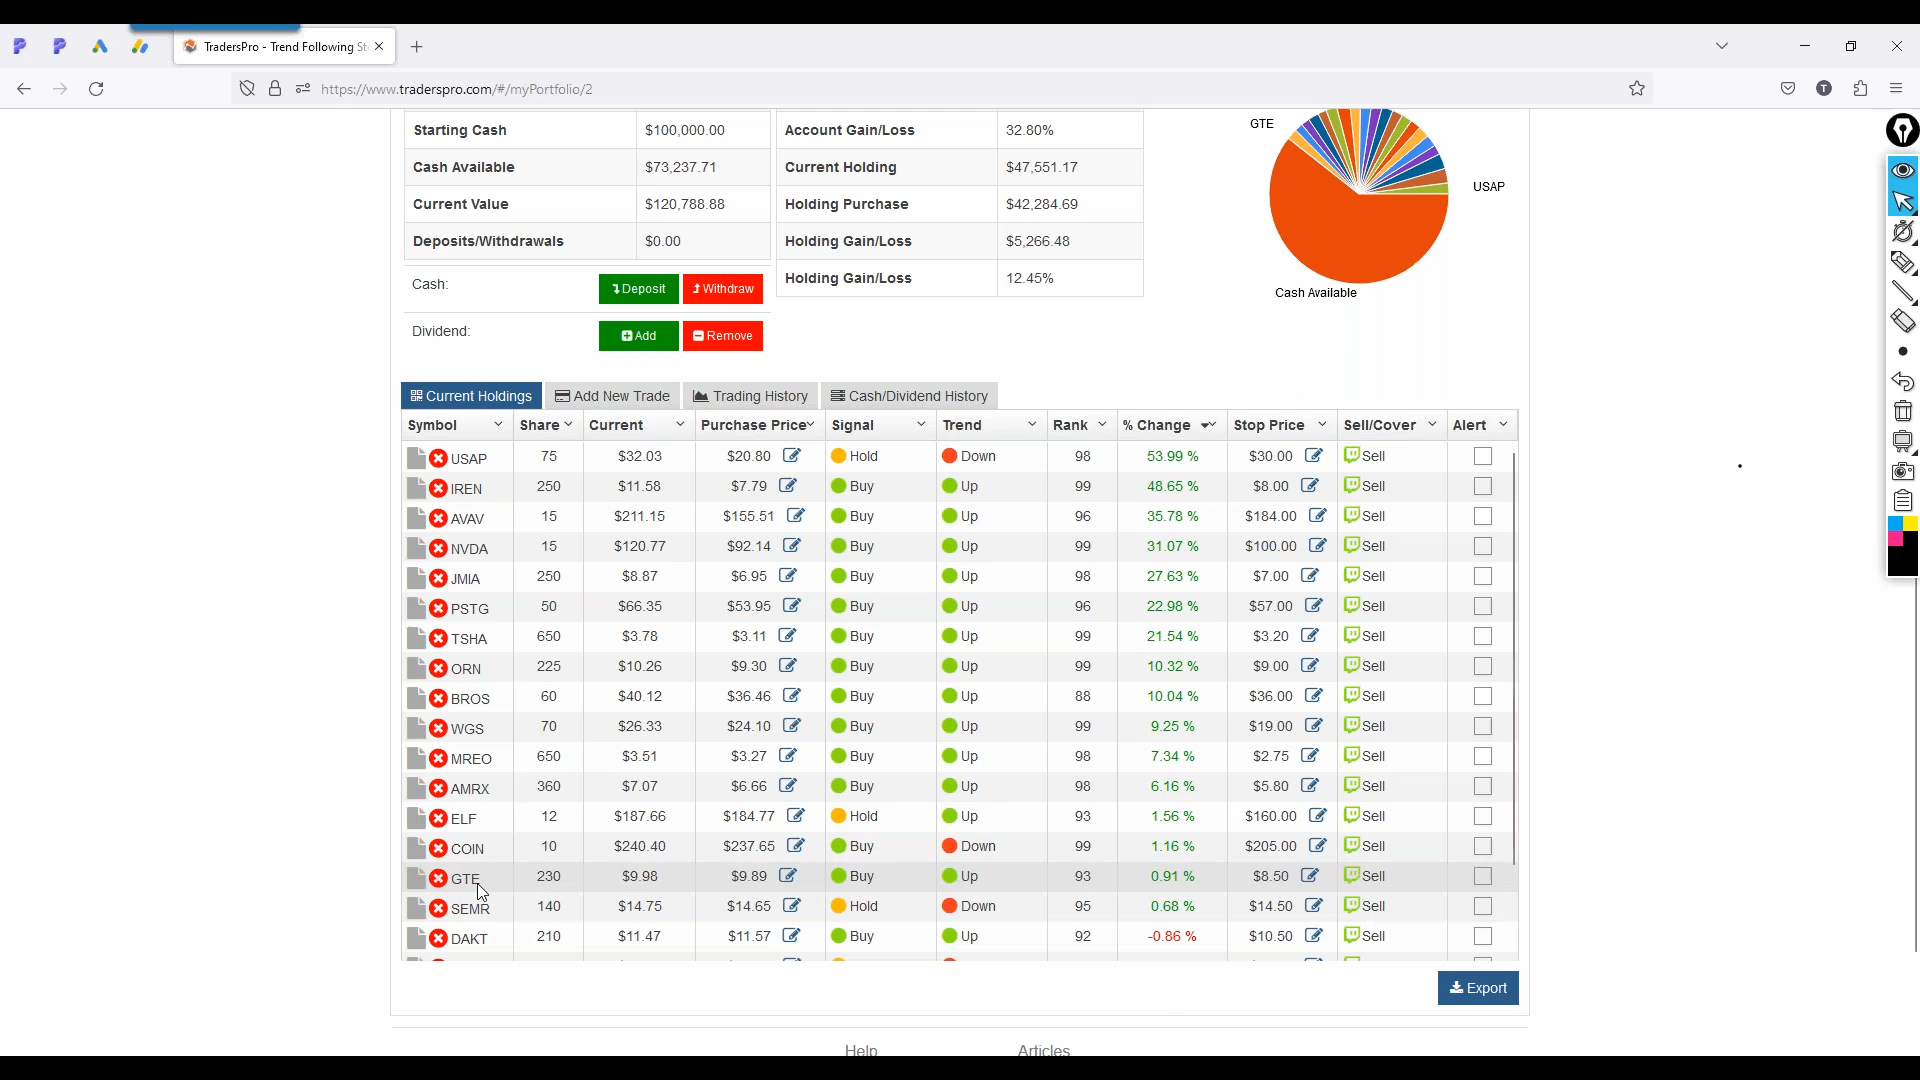 TradersPro - Trend Following St
https://www.traderspro.com/#/myPortfolio/2
T
Starting Cash $100,000.00 Account Gain/Loss 32.80%
Cash Available $73,237.71 Current Holding $47,551.17
Current Value $120,788.88 Holding Purchase $42,284.69
Deposits/Withdrawals $0.00 Holding Gain/Loss $5,266.48
Holding Gain/Loss 12.45%
Cash: Deposit Withdraw
Dividend: Add Remove
GTE
USAP
Cash Available
Current Holdings Add New Trade Trading History Cash/Dividend History
Symbol Share Current Purchase Price Signal Trend Rank % Change Stop Price Sell/Cover Alert
USAP 75 $32.03 $20.80 Hold Down 98 53.99 % $30.00 Sell
IREN 250 $11.58 $7.79 Buy Up 99 48.65 % $8.00 Sell
AVAV 15 $211.15 $155.51 Buy Up 96 35.78 % $184.00 Sell
NVDA 15 $120.77 $92.14 Buy Up 99 31.07 % $100.00 Sell
JMIA 250 $8.87 $6.95 Buy Up 98 27.63 % $7.00 Sell
PSTG 50 $66.35 $53.95 Buy Up 96 22.98 % $57.00 Sell
TSHA 650 $3.78 $3.11 Buy Up 99 21.54 % $3.20 Sell
ORN 225 $10.26 $9.30 Buy Up 99 10.32 % $9.00 Sell
BROS 60 $40.12 $36.46 Buy Up 88 10.04 % $36.00 Sell
WGS 70 $26.33 $24.10 Buy Up 99 9.25 % $19.00 Sell
MREO 650 $3.51 $3.27 Buy Up 98 7.34 % $2.75 Sell
AMRX 360 $7.07 $6.66 Buy Up 98 6.16 % $5.80 Sell
ELF 12 $187.66 $184.77 Hold Up 93 1.56 % $160.00 Sell
COIN 10 $240.40 $237.65 Buy Down 99 1.16 % $205.00 Sell
GTE 230 $9.98 $9.89 Buy Up 93 0.91 % $8.50 Sell
SEMR 140 $14.75 $14.65 Hold Down 95 0.68 % $14.50 Sell
DAKT 210 $11.47 $11.57 Buy Up 92 -0.86 % $10.50 Sell
Export
Help Articles